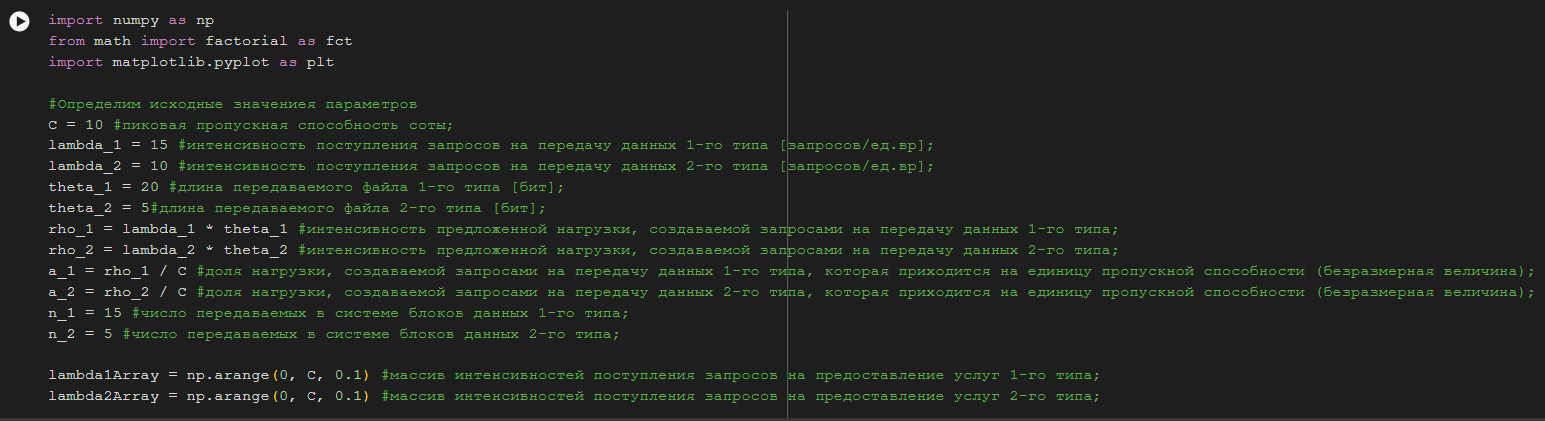 import numpy as np
from math import factorial as fct
import matplotlib.pyplot as plt
#Определим исходные значениея параметров
C = 10 #пиковая пропускная способность соты;
lambda_1 = 15 #интенсивность поступления запросов на передачу данных 1-го типа [запросов/ед.вр];
lambda_2 = 10 #интенсивность поступления запросов на передачу данных 2-го типа [запросов/ед.вр];
theta_1 = 20 #длина передаваемого файла 1-го типа [бит];
theta_2 = 5#длина передаваемого файла 2-го типа [бит];
rho_1 = lambda_1 * theta_1 #интенсивность предложенной нагрузки, создаваемой запросами на передачу данных 1-го типа;
rho_2 = lambda_2 * theta_2 #интенсивность предложенной нагрузки, создаваемой запросами на передачу данных 2-го типа;
a_1 = rho_1 / C #доля нагрузки, создаваемой запросами на передачу данных 1-го типа, которая приходится на единицу пропускной способности (безразмерная величина);
a_2 = rho_2 / C #доля нагрузки, создаваемой запросами на передачу данных 2-го типа, которая приходится на единицу пропускной способности (безразмерная величина);
n_1 = 15 #число передаваемых в системе блоков данных 1-го типа;
n_2 = 5 #число передаваемых в системе блоков данных 2-го типа;
lambda1Array = np.arange(0, C, 0.1) #массив интенсивностей поступления запросов на предоставление услуг 1-го типа;
lambda2Array = np.arange(0, C, 0.1) #массив интенсивностей поступления запросов на предоставление услуг 2-го типа;